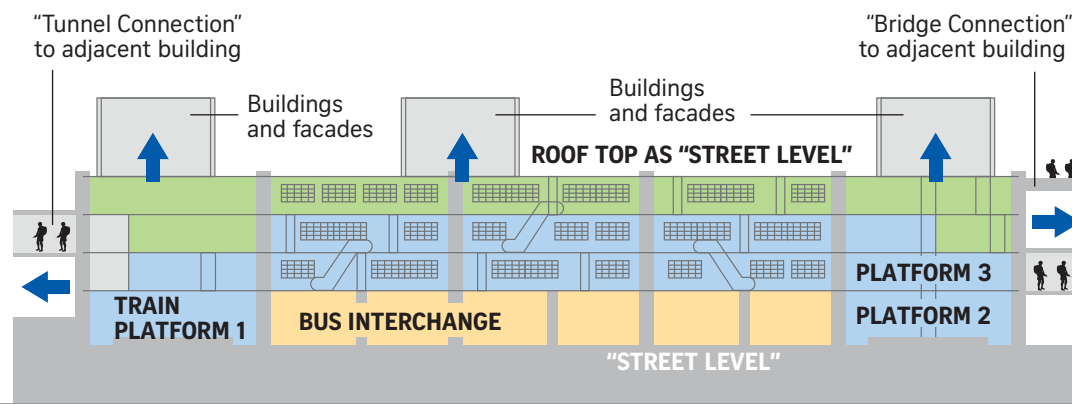 “Tunnel Connection”
to adjacent building
“Bridge Connection”
to adjacent building
Buildings
and facades
Buildings
and facades
ROOF TOP AS “STREET LEVEL”
TRAIN
PLATFORM 1
BUS INTERCHANGE
PLATFORM 3
PLATFORM 2
“STREET LEVEL”